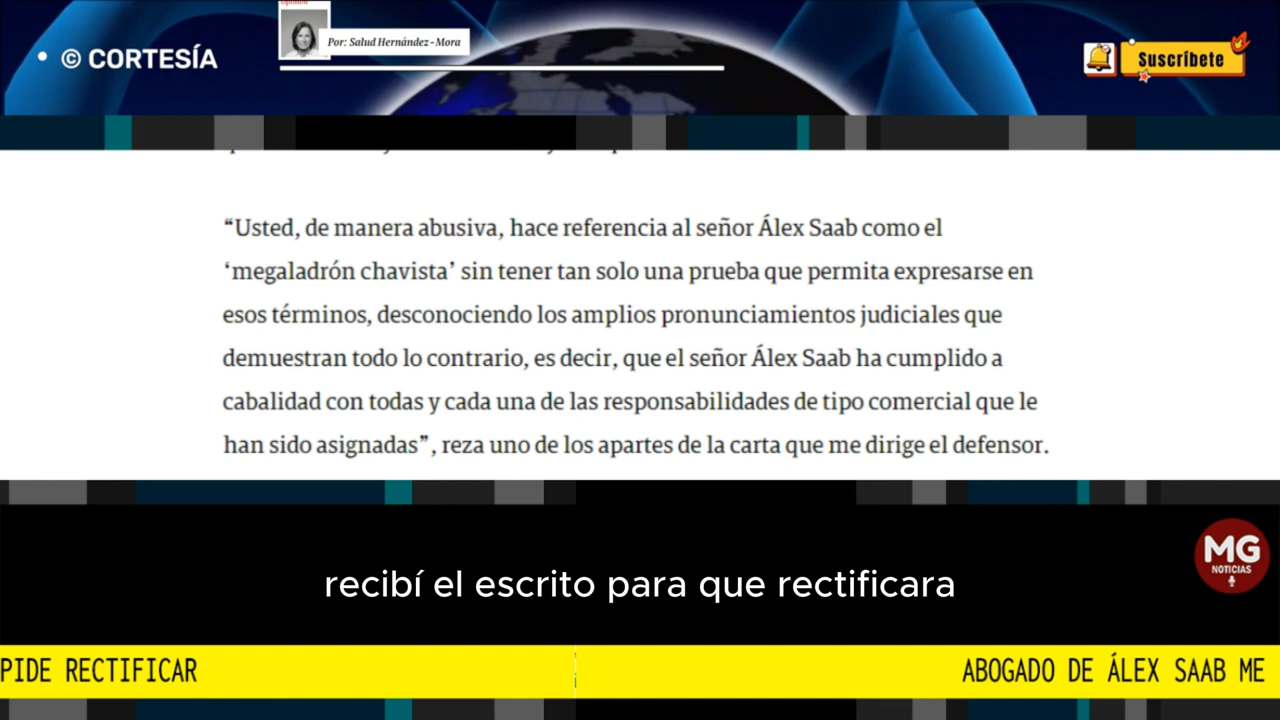 Opinión
Por: Salud Hernández-Mora
© CORTESÍA
Suscríbete
“Usted, de manera abusiva, hace referencia al señor Álex Saab como el
‘megaladrón chavista’ sin tener tan solo una prueba que permita expresarse en
esos términos, desconociendo los amplios pronunciamientos judiciales que
demuestran todo lo contrario, es decir, que el señor Álex Saab ha cumplido a
cabalidad con todas y cada una de las responsabilidades de tipo comercial que le
han sido asignadas”, reza uno de los apartes de la carta que me dirige el defensor.
MG
NOTICIAS
recibí el escrito para que rectificara
PIDE RECTIFICAR
ABOGADO DE ÁLEX SAAB ME